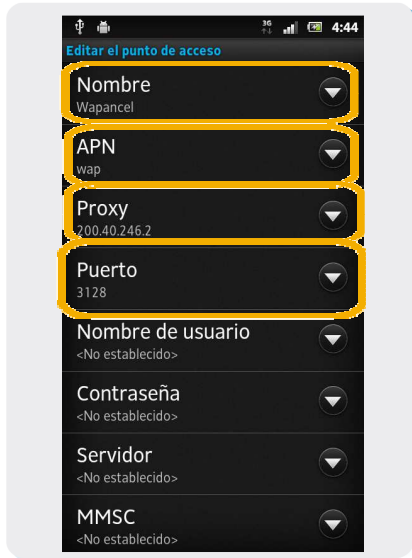 3G
4:44
Editar el punto de acceso
Nombre
Wapancel
APN
wap
Proxy
200.40.246.2
Puerto
3128
Nombre de usuario
<No establecido>
Contraseña
<No establecido>
Servidor
<No establecido>
MMSC
<No establecido>